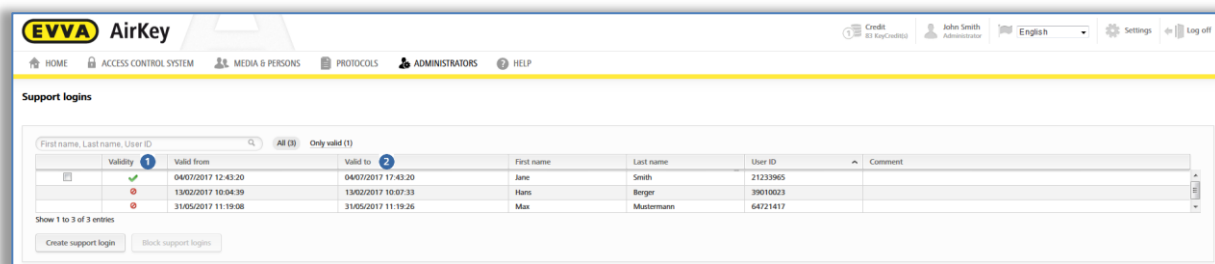 EVVA AirKey
Credit
83 KeyCredit(s)
John Smith
Administrator
English
Settings
Log off
HOME ACCESS CONTROL SYSTEM MEDIA & PERSONS PROTOCOLS ADMINISTRATORS HELP
Support logins
First name, Last name, User ID All (3) Only valid (1)
Validity 1 Valid from Valid to 2 First name Last name User ID Comment
04/07/2017 12:43:20 04/07/2017 17:43:20 Jane Smith 21233965
13/02/2017 10:04:39 13/02/2017 10:07:33 Hans Berger 39010023
31/05/2017 11:19:08 31/05/2017 11:19:26 Max Mustermann 64721417
Show 1 to 3 of 3 entries
Create support login Block support logins